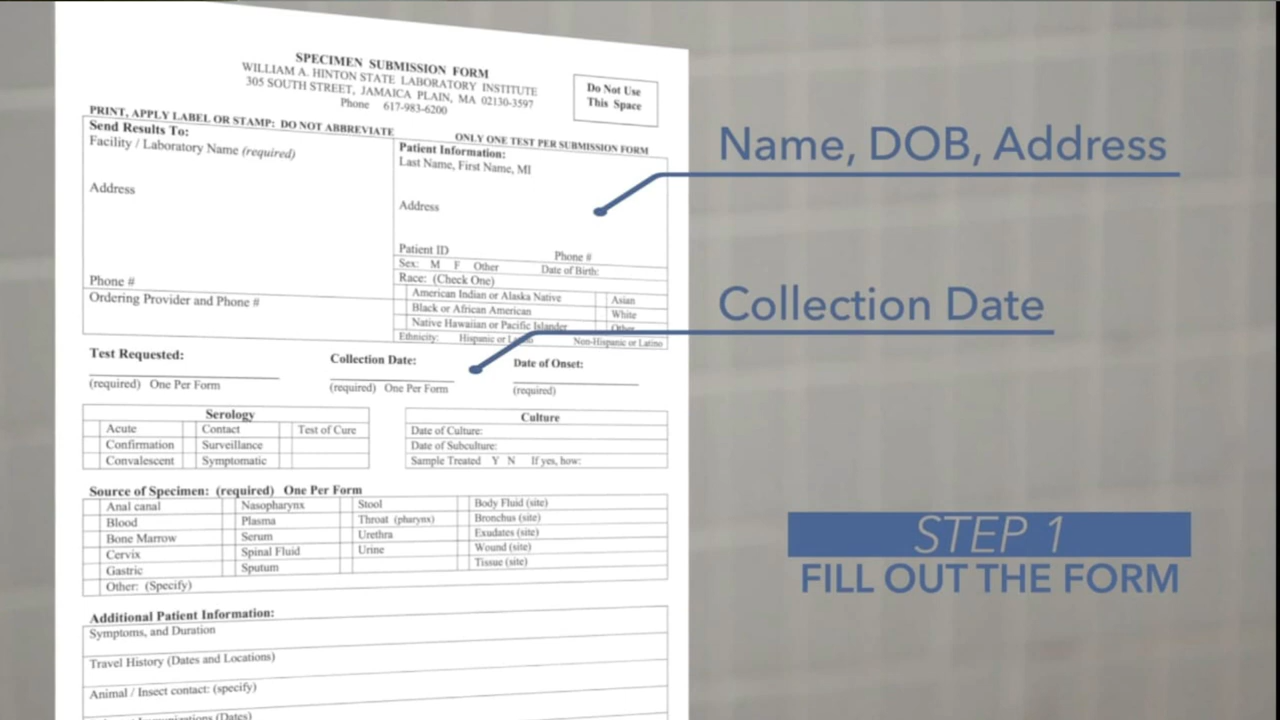 SPECIMEN SUBMISSION FORM
WILLIAM A. HINTON STATE LABORATORY INSTITUTE
305 SOUTH STREET, JAMAICA PLAIN, MA 02130-3597
Phone 617-983-6200
Do Not Use
This Space
PRINT, APPLY LABEL OR STAMP: DO NOT ABBREVIATE
ONLY ONE TEST PER SUBMISSION FORM
Send Results To:
Facility / Laboratory Name (required)
Address
Phone #
Ordering Provider and Phone #
Patient Information:
Last Name, First Name, MI
Address
Patient ID Phone #
Sex: M F Other Date of Birth:
Race: (Check One)
American Indian or Alaska Native Asian
Black or African American White
Native Hawaiian or Pacific Islander Other
Ethnicity: Hispanic or Latino Non-Hispanic or Latino
Name, DOB, Address
Collection Date
Test Requested: Collection Date: Date of Onset:
(required) One Per Form (required) One Per Form (required)
Serology
Acute Contact Test of Cure
Confirmation Surveillance
Convalescent Symptomatic
Culture
Date of Culture:
Date of Subculture:
Sample Treated Y N If yes, how:
Source of Specimen: (required) One Per Form
Anal canal Nasopharynx Stool Body Fluid (site)
Blood Plasma Throat (pharynx) Bronchus (site)
Bone Marrow Serum Urethra Exudates (site)
Cervix Spinal Fluid Urine Wound (site)
Gastric Sputum Tissue (site)
Other: (Specify)
STEP 1
FILL OUT THE FORM
Additional Patient Information:
Symptoms, and Duration
Travel History (Dates and Locations)
Animal / Insect contact: (specify)
(Dates)